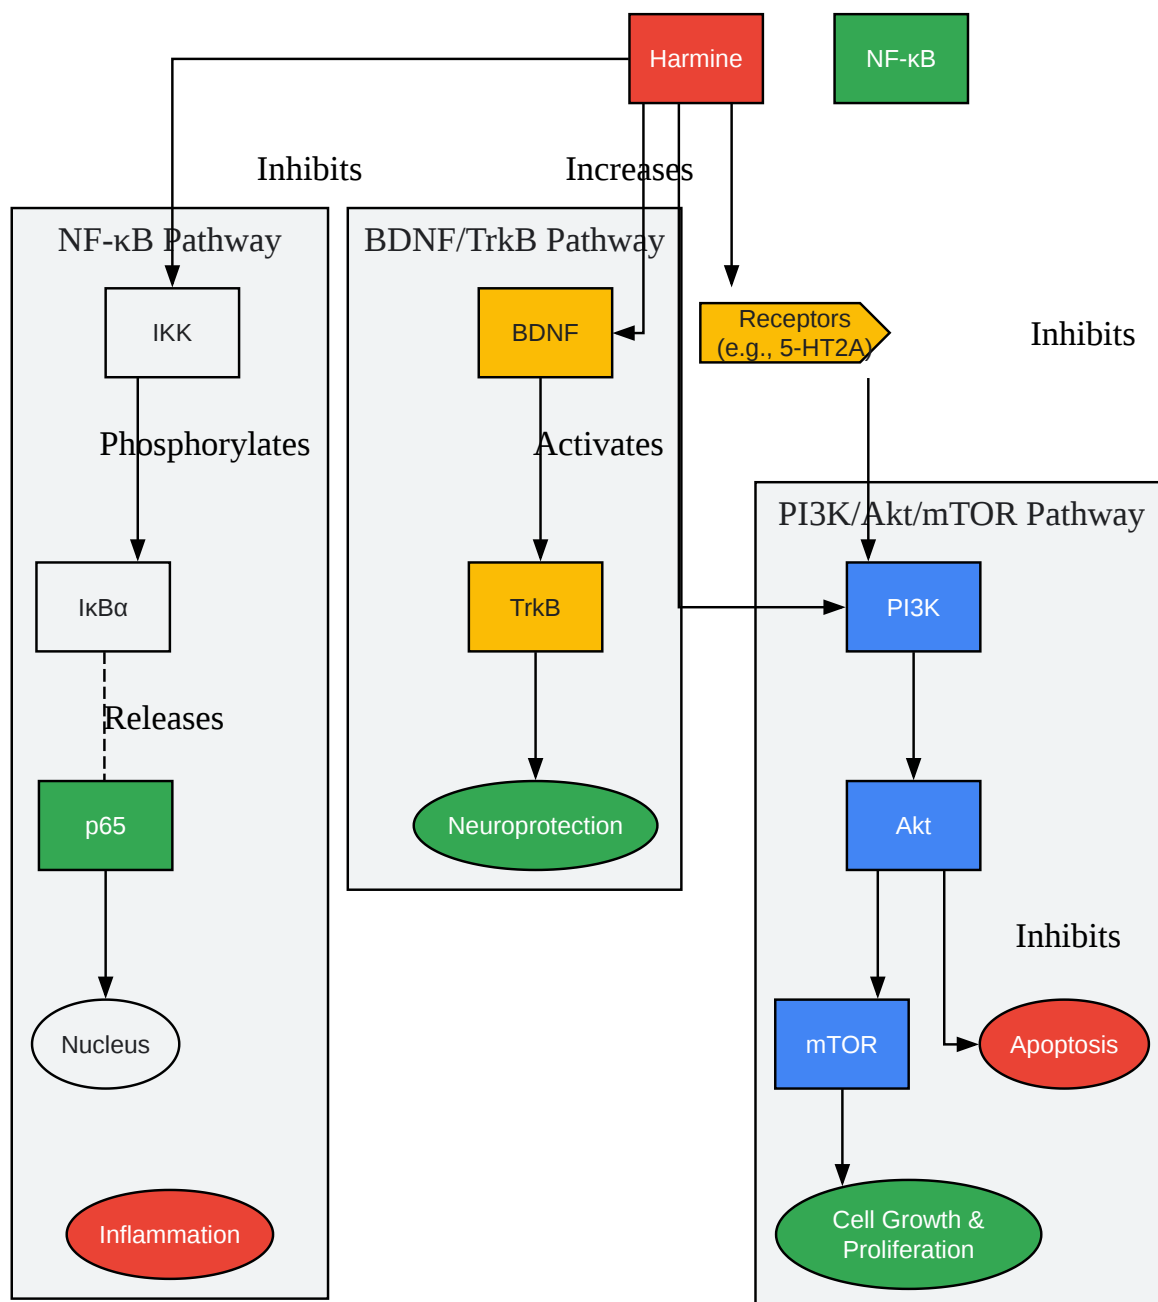 Harmine
NF-κB
Inhibits
Increases
NF-κB Pathway
BDNF/TrkB Pathway
IKK
BDNF
Receptors
(e.g., 5-HT2A)
Inhibits
Phosphorylates
Activates
PI3K/Akt/mTOR Pathway
IκBα
TrkB
PI3K
Releases
p65
Neuroprotection
Akt
Inhibits
Nucleus
mTOR
Apoptosis
Inflammation
Cell Growth &
Proliferation